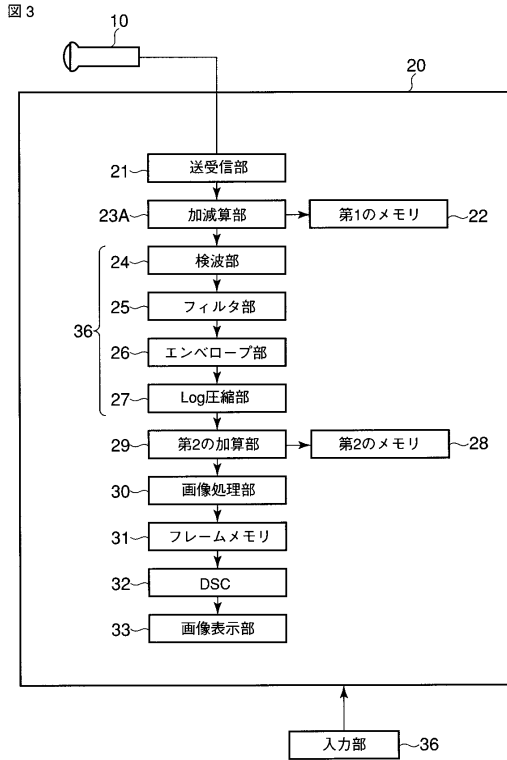 図3
10
20
21 送受信部
23A 加減算部 第1のメモリ 22
24 検波部
25 フィルタ部
36
26 エンベロープ部
27 Log圧縮部
29 第2の加算部 第2のメモリ 28
30 画像処理部
31 フレームメモリ
32 DSC
33 画像表示部
入力部 36